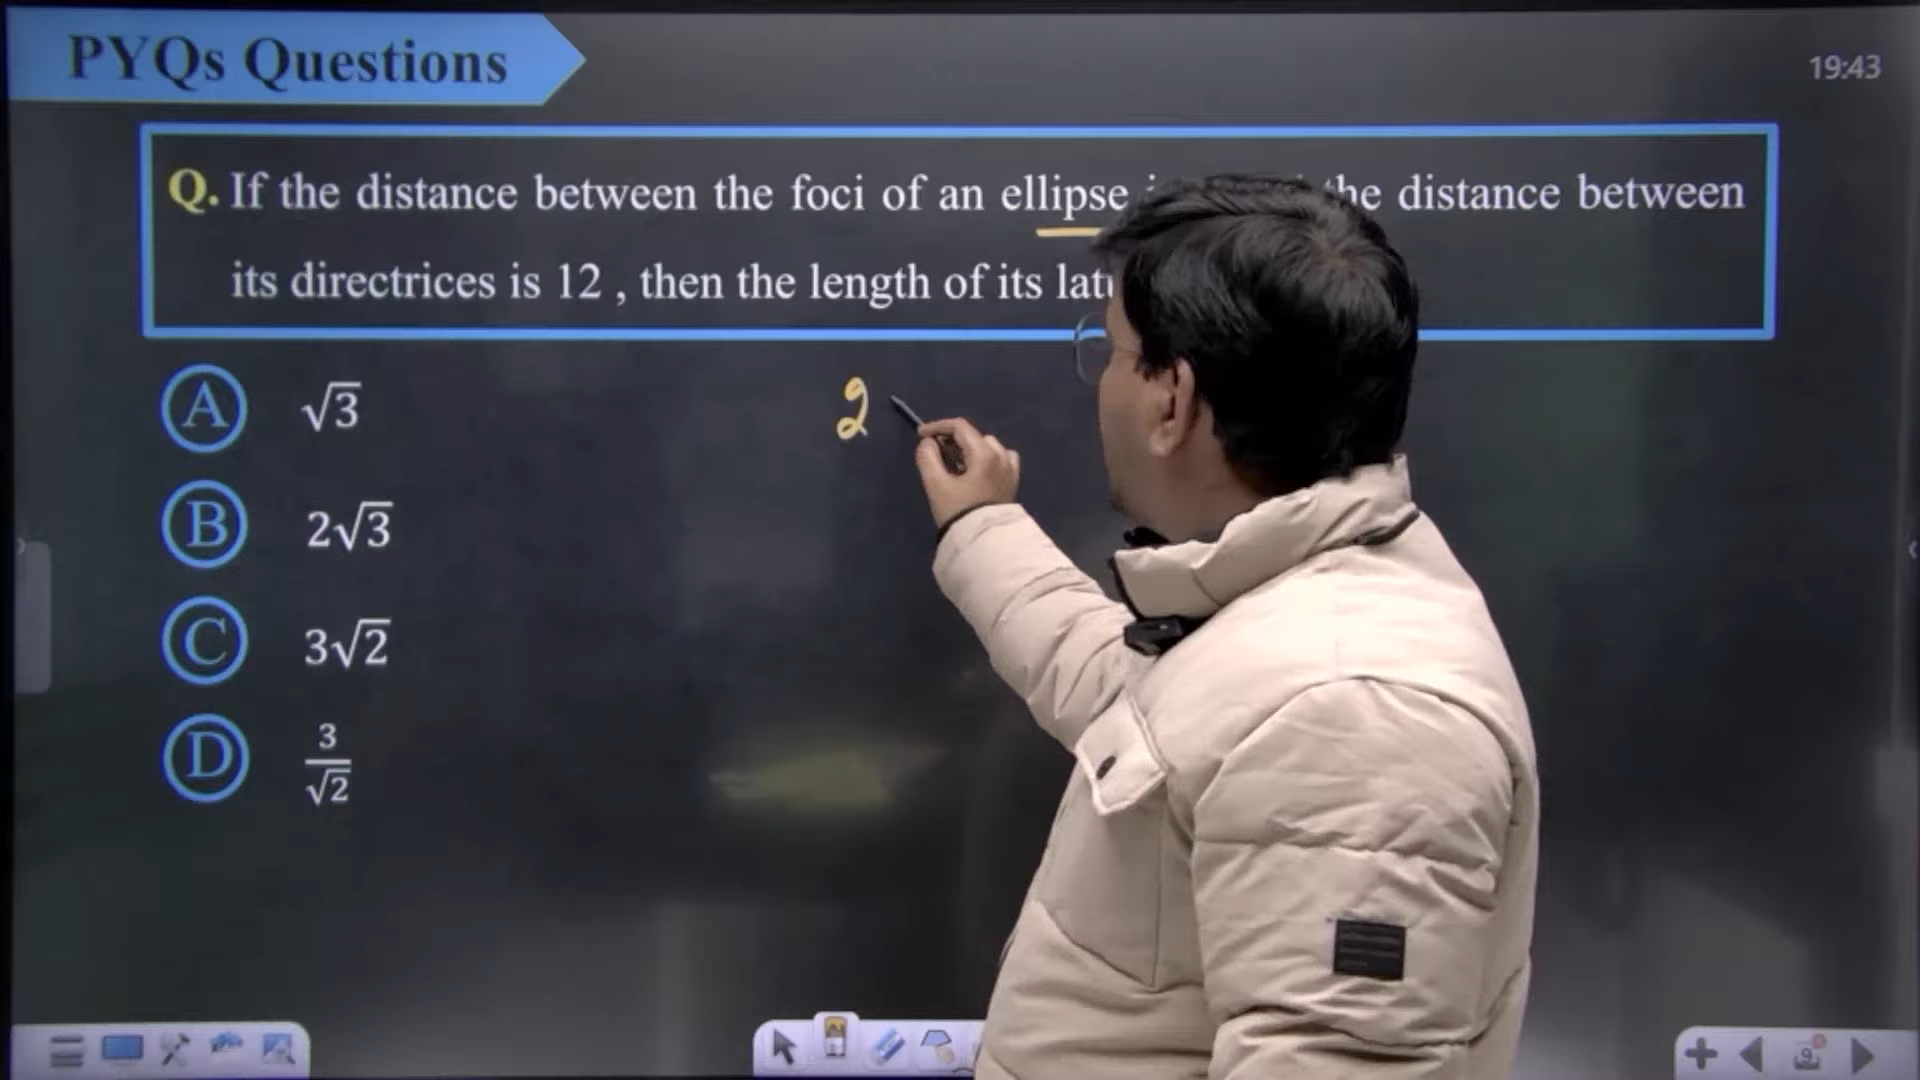 PYQs Questions
19:43
Q. If the distance between the foci of an ellipse the distance between
its directrices is 12 , then the length of its
A √3
B 2√3
C 3√2
D 3/√2
2
9